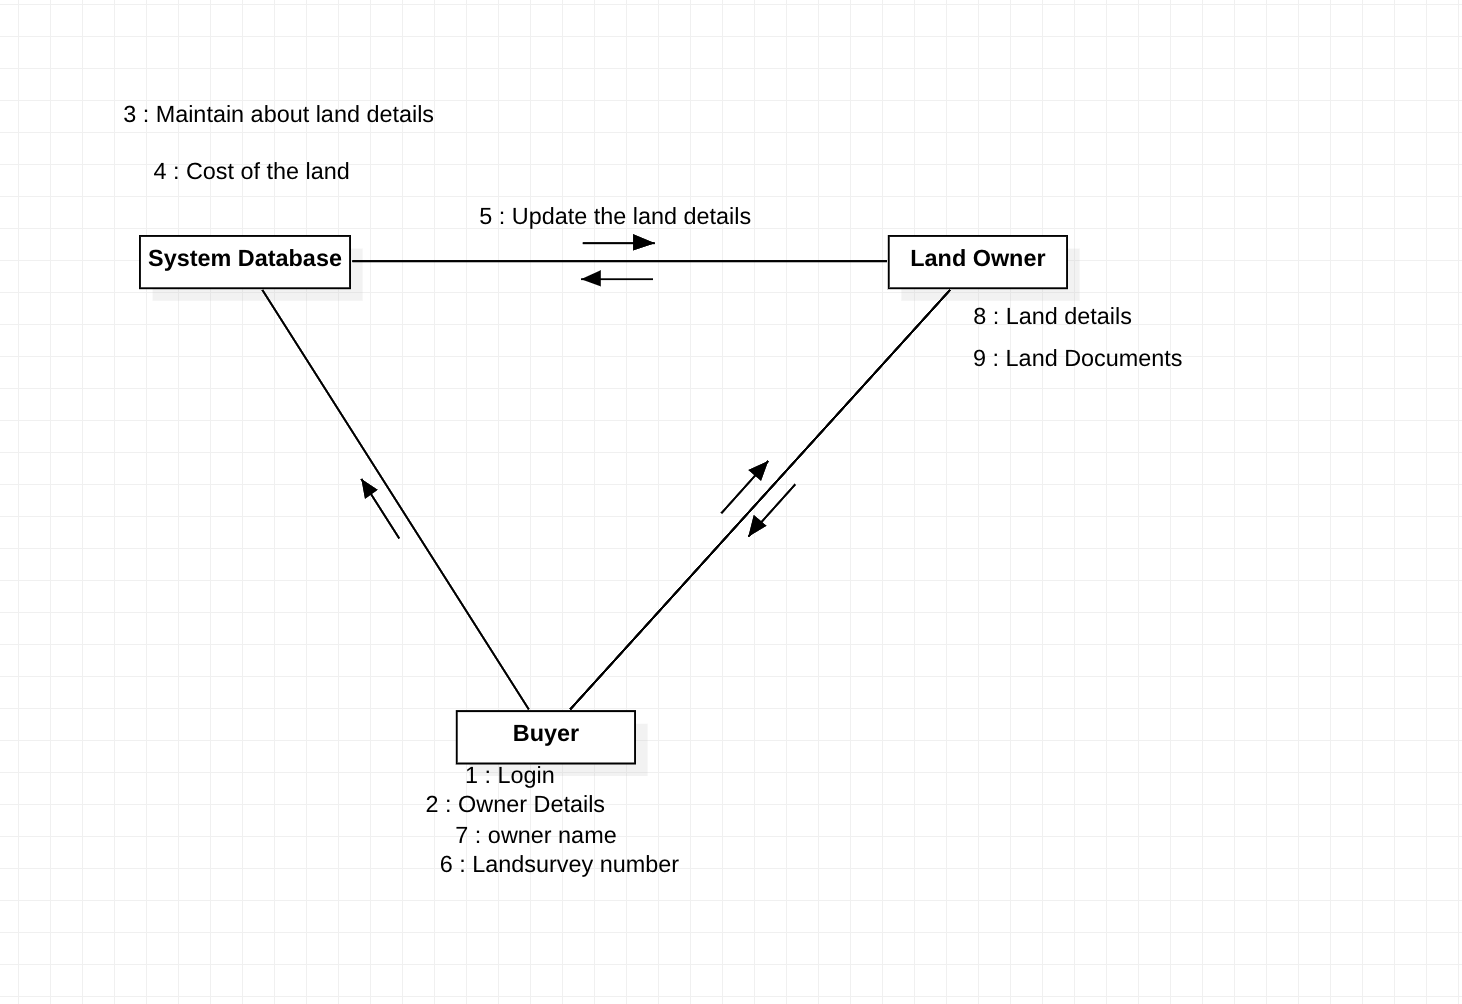 3 : Maintain about land details
4 : Cost of the land
5 : Update the land details
System Database
Land Owner
8 : Land details
9 : Land Documents
Buyer
1 : Login
2 : Owner Details
7 : owner name
6 : Landsurvey number